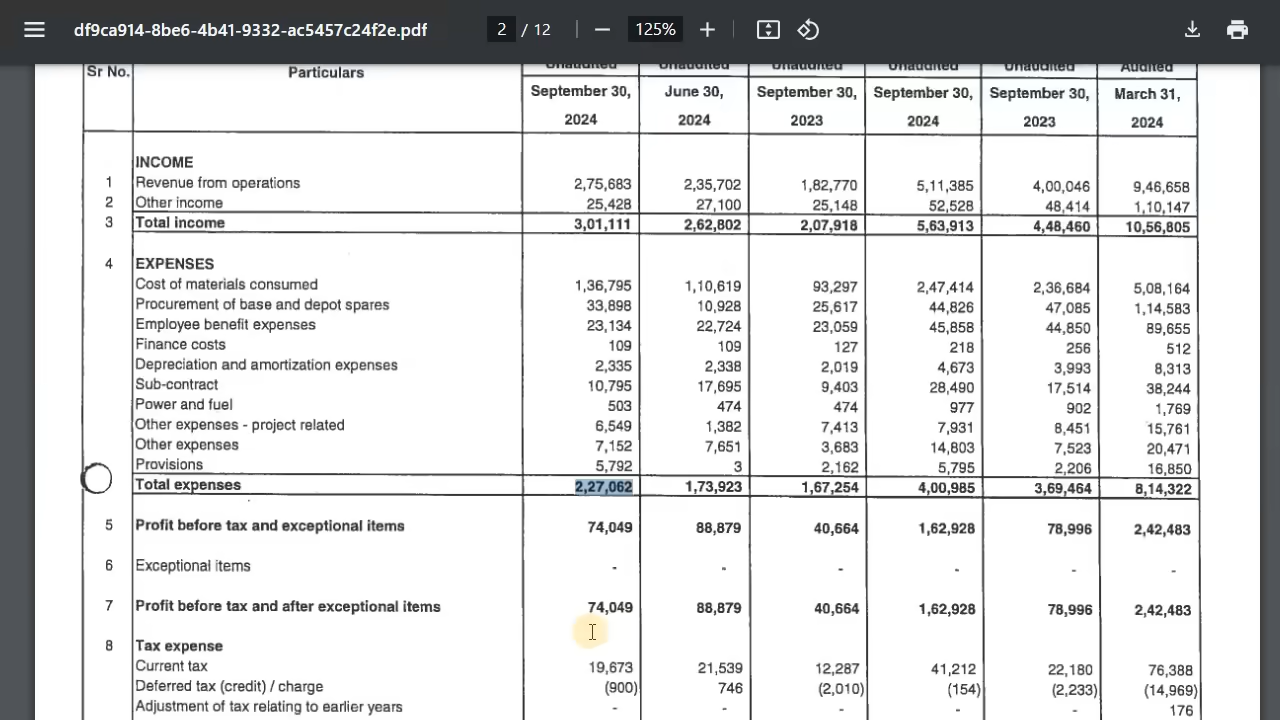 df9ca914-8be6-4b41-9332-ac5457c24f2e.pdf 2 / 12 125%
Unaudited Unaudited Unaudited Unaudited Unaudited Audited
Sr No. Particulars September 30, 2024 June 30, 2024 September 30, 2023 September 30, 2024 September 30, 2023 March 31, 2024
INCOME
1 Revenue from operations 2,75,683 2,35,702 1,82,770 5,11,385 4,00,046 9,46,658
2 Other income 25,428 27,100 25,148 52,528 48,414 1,10,147
3 Total income 3,01,111 2,62,802 2,07,918 5,63,913 4,48,460 10,56,805
4 EXPENSES
Cost of materials consumed 1,36,795 1,10,619 93,297 2,47,414 2,36,684 5,08,164
Procurement of base and depot spares 33,898 10,928 25,617 44,826 47,085 1,14,583
Employee benefit expenses 23,134 22,724 23,059 45,858 44,850 89,655
Finance costs 109 109 127 218 256 512
Depreciation and amortization expenses 2,335 2,338 2,019 4,673 3,993 8,313
Sub-contract 10,795 17,695 9,403 28,490 17,514 38,244
Power and fuel 503 474 474 977 902 1,769
Other expenses - project related 6,549 1,382 7,413 7,931 8,451 15,761
Other expenses 7,152 7,651 3,683 14,803 7,523 20,471
Provisions 5,792 3 2,162 5,795 2,206 16,850
Total expenses 2,27,062 1,73,923 1,67,254 4,00,985 3,69,464 8,14,322
5 Profit before tax and exceptional items 74,049 88,879 40,664 1,62,928 78,996 2,42,483
6 Exceptional items - - - - - -
7 Profit before tax and after exceptional items 74,049 88,879 40,664 1,62,928 78,996 2,42,483
8 Tax expense
Current tax 19,673 21,539 12,287 41,212 22,180 76,388
Deferred tax (credit) / charge (900) 746 (2,010) (154) (2,233) (14,969)
Adjustment of tax relating to earlier years - - - - - 176